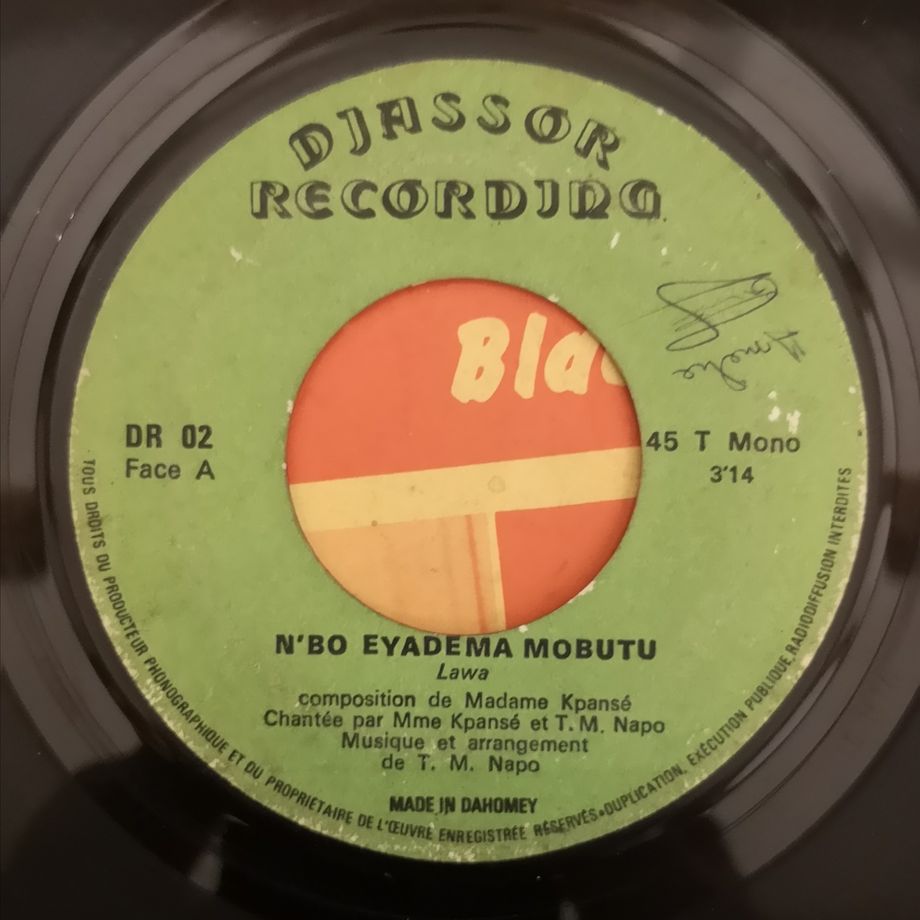 DJASSOR
RECORDING
Bla
Amelie
DR 02
Face A
45 T Mono
3'14
N'BO EYADEMA MOBUTU
Lawa
composition de Madame Kpansé
Chantée par Mme Kpansé et T. M. Napo
Musique et arrangement
de T. M. Napo
MADE IN DAHOMEY
TOUS DROITS DU PRODUCTEUR PHONOGRAPHIQUE ET DU PROPRIETAIRE DE L'ŒUVRE ENREGISTRÉE RÉSERVÉS•DUPLICATION, EXÉCUTION PUBLIQUE, RADIODIFFUSION INTERDITES